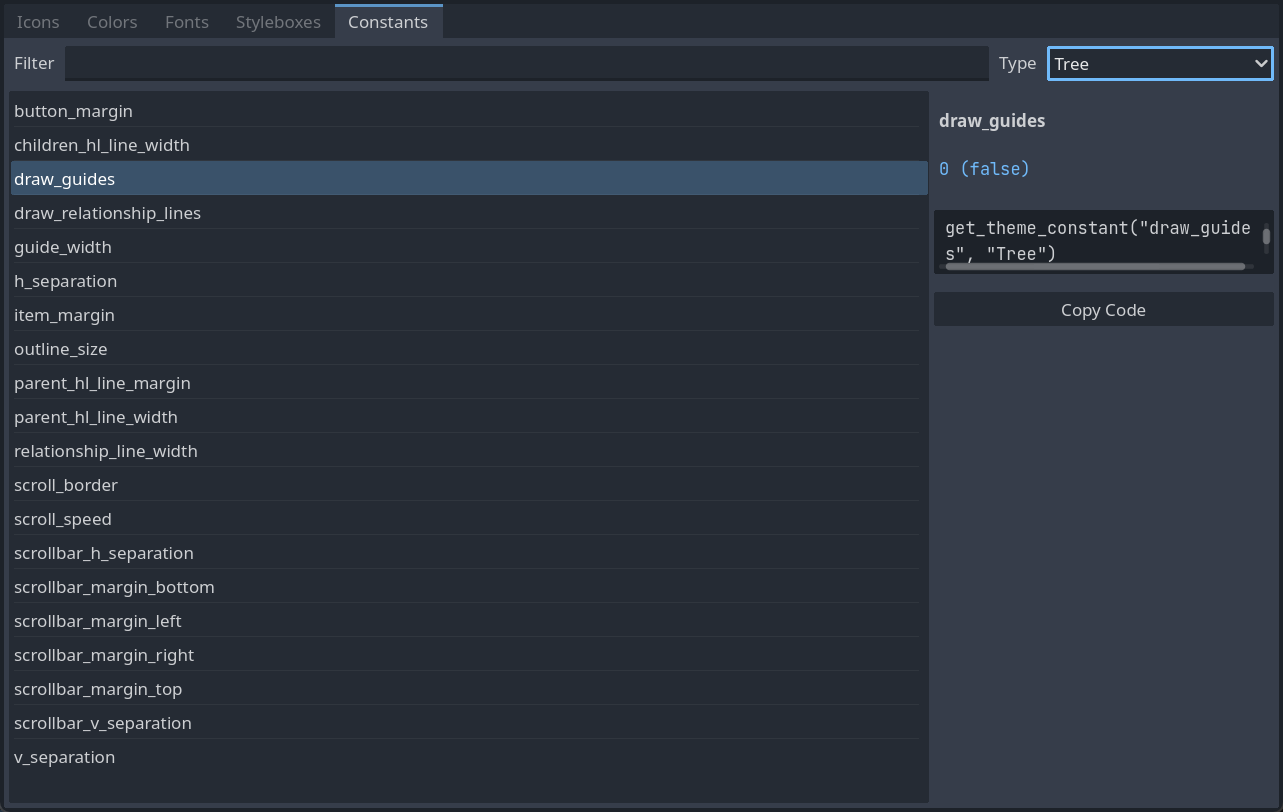 Icons Colors Fonts Styleboxes Constants
Filter Type Tree
button_margin
children_hl_line_width
draw_guides
draw_relationship_lines
guide_width
h_separation
item_margin
outline_size
parent_hl_line_margin
parent_hl_line_width
relationship_line_width
scroll_border
scroll_speed
scrollbar_h_separation
scrollbar_margin_bottom
scrollbar_margin_left
scrollbar_margin_right
scrollbar_margin_top
scrollbar_v_separation
v_separation
draw_guides
0 (false)
get_theme_constant("draw_guide
s", "Tree")
Copy Code